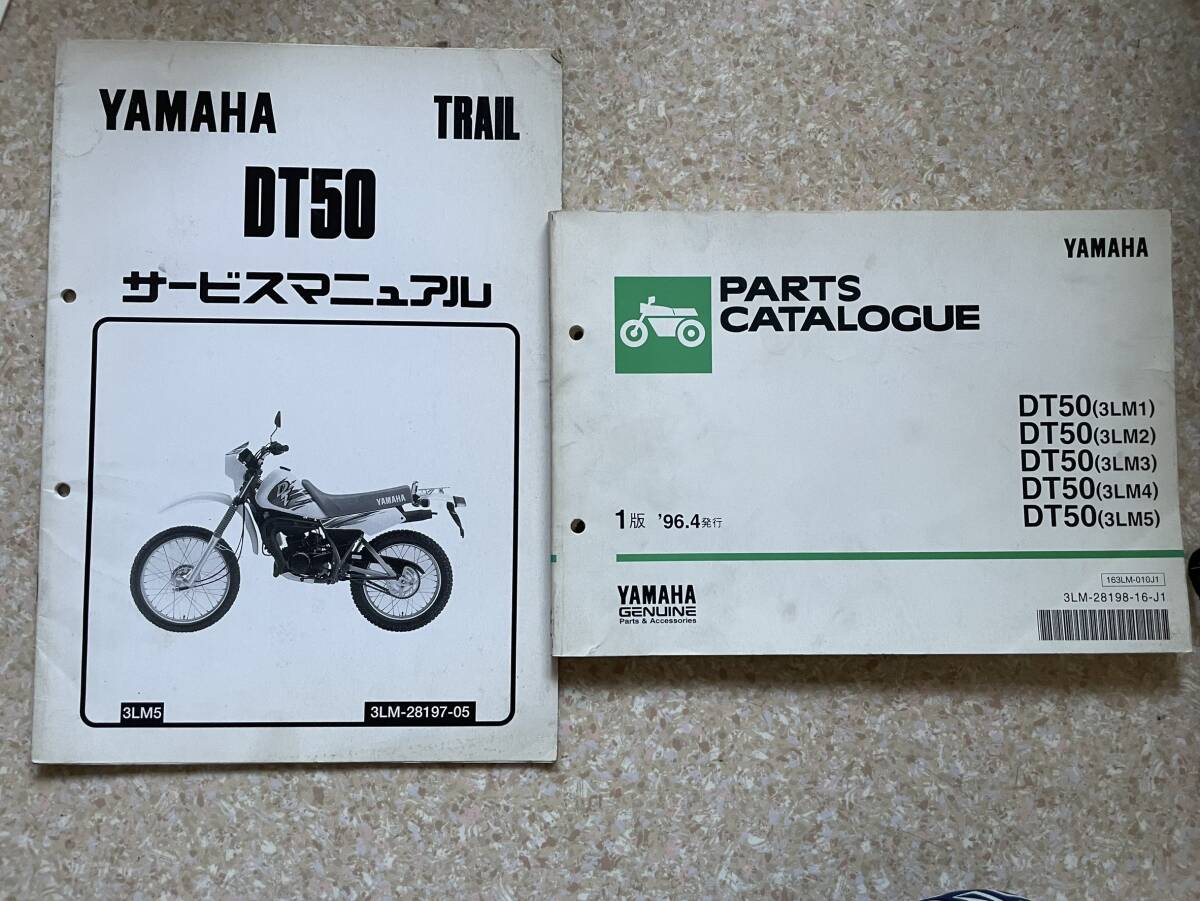 YAMAHA TRAIL
DT50
サービスマニュアル
YAMAHA
3LM5 3LM-28197-05
YAMAHA
PARTS
CATALOGUE
DT50(3LM1)
DT50(3LM2)
DT50(3LM3)
DT50(3LM4)
DT50(3LM5)
1版 '96.4発行
YAMAHA
GENUINE
Parts & Accessories
163LM-010J1
3LM-28198-16-J1